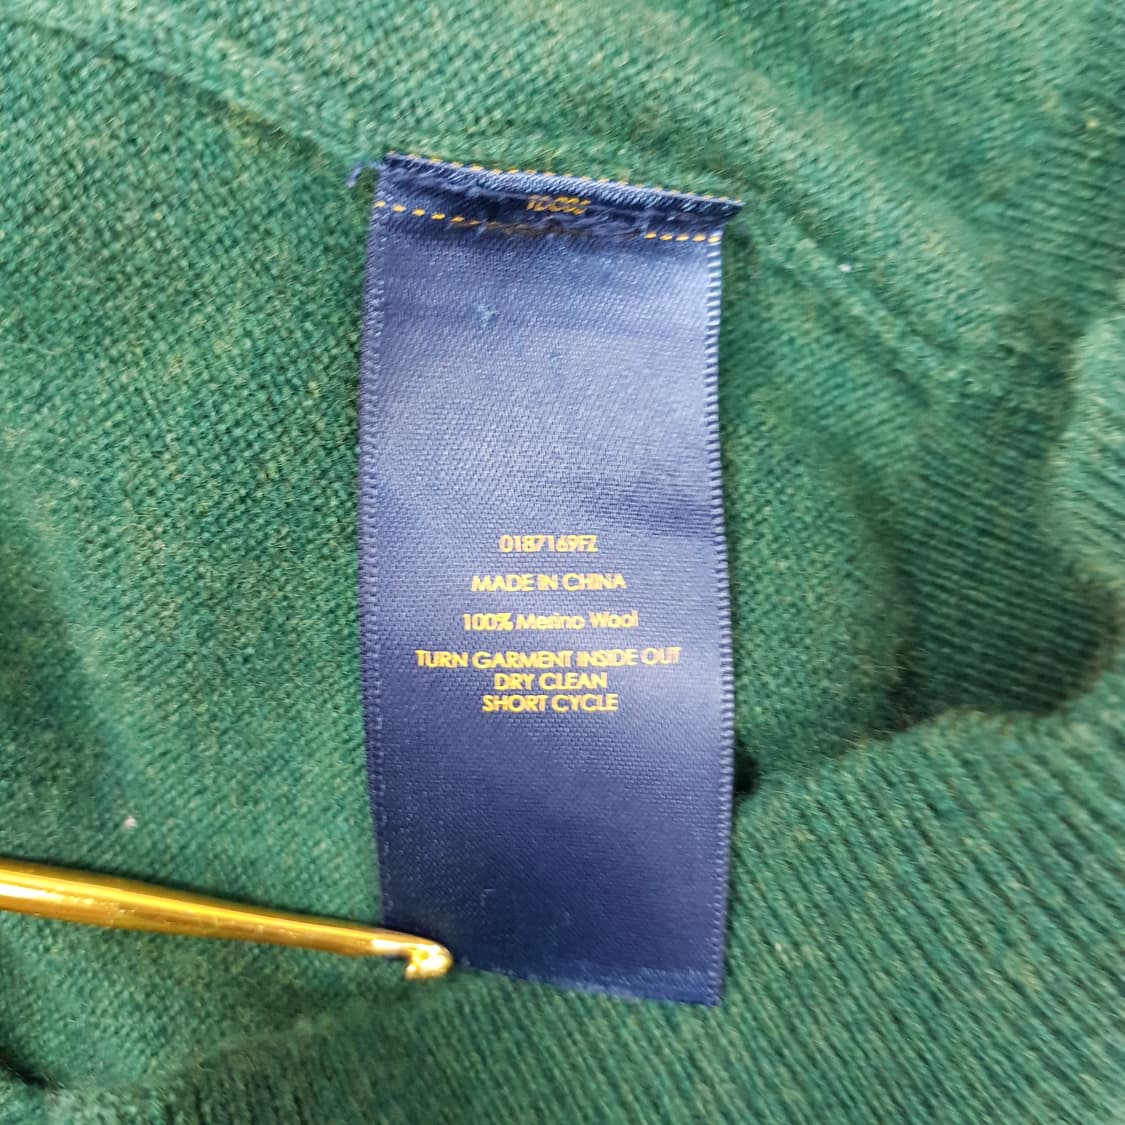 0187169FZ
MADE IN CHINA
100% Merino Wool
TURN GARMENT INSIDE OUT
DRY CLEAN
SHORT CYCLE